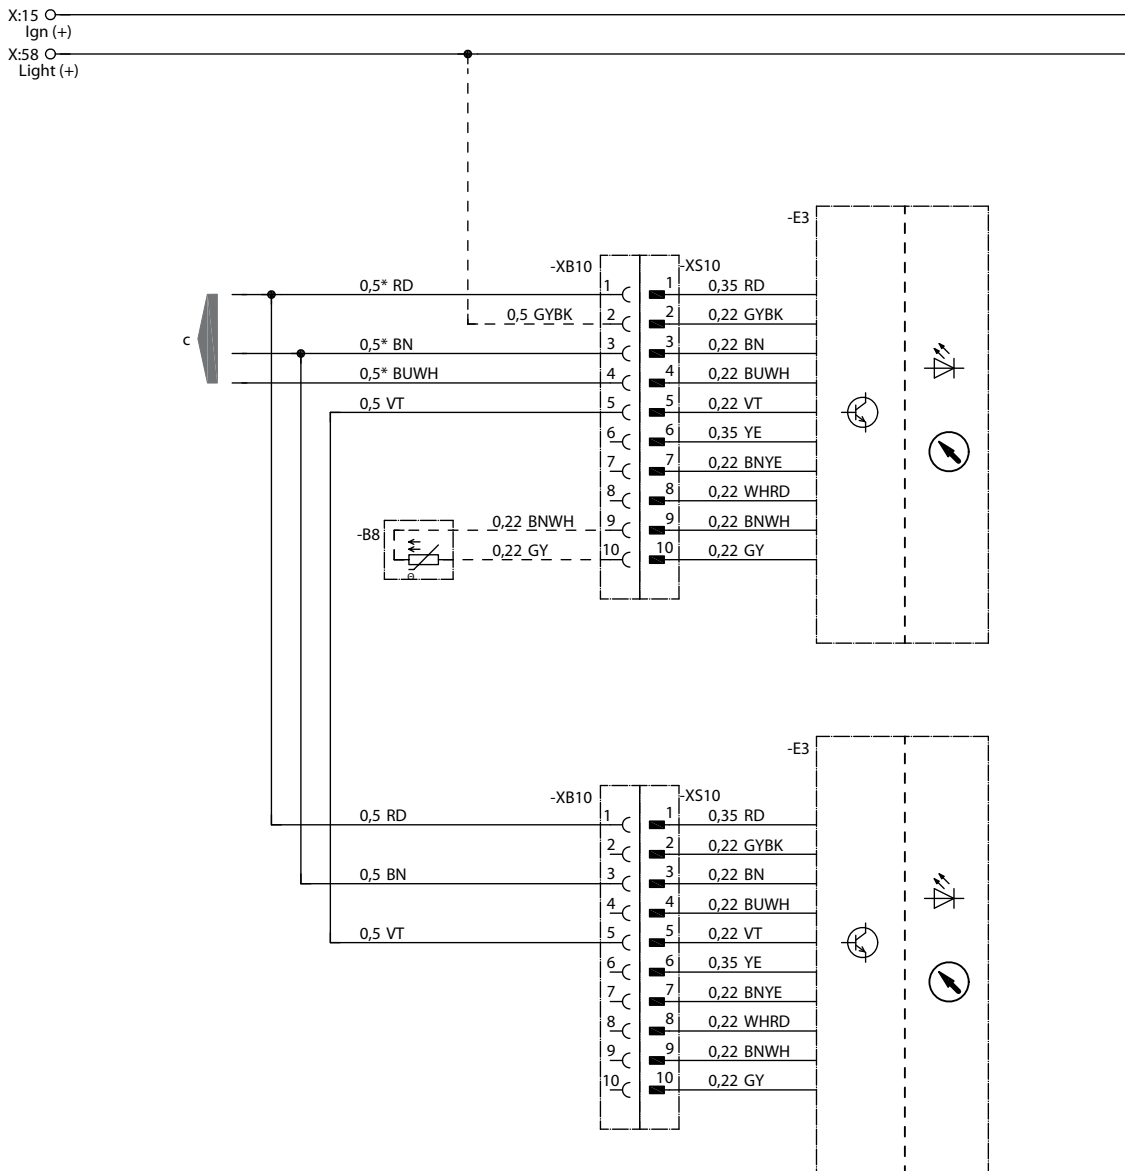 X:15
Ign (+)
X:58
Light (+)
-E3
-XB10 -XS10
0,5* RD 1 1 0,35 RD
0,5 GYBK 2 2 0,22 GYBK
0,5* BN 3 3 0,22 BN
c
0,5* BUWH 4 4 0,22 BUWH
0,5 VT 5 5 0,22 VT
6 6 0,35 YE
7 7 0,22 BNYE
8 8 0,22 WHRD
-B8 0,22 BNWH 9 9 0,22 BNWH
0,22 GY 10 10 0,22 GY
Θ
-E3
-XB10 -XS10
0,5 RD 1 1 0,35 RD
2 2 0,22 GYBK
0,5 BN 3 3 0,22 BN
4 4 0,22 BUWH
0,5 VT 5 5 0,22 VT
6 6 0,35 YE
7 7 0,22 BNYE
8 8 0,22 WHRD
9 9 0,22 BNWH
10 10 0,22 GY